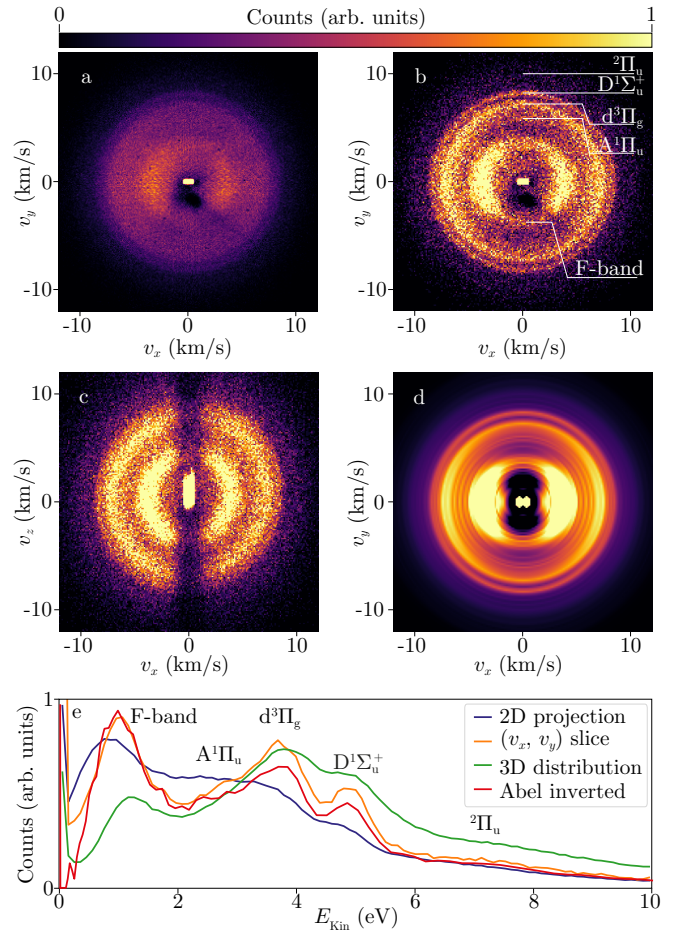 Counts (arb. units)
0 1
a
10
0
-10
v_y (km/s)
-10 0 10
v_x (km/s)
b
²Π_u
D¹Σ_u⁺
d³Π_g
A¹Π_u
F-band
10
0
-10
v_y (km/s)
-10 0 10
v_x (km/s)
c
10
0
-10
v_z (km/s)
-10 0 10
v_x (km/s)
d
10
0
-10
v_y (km/s)
-10 0 10
v_x (km/s)
e
1
0
Counts (arb. units)
F-band
A¹Π_u
d³Π_g
D¹Σ_u⁺
²Π_u
2D projection
(v_x, v_y) slice
3D distribution
Abel inverted
0 2 4 6 8 10
E_Kin (eV)